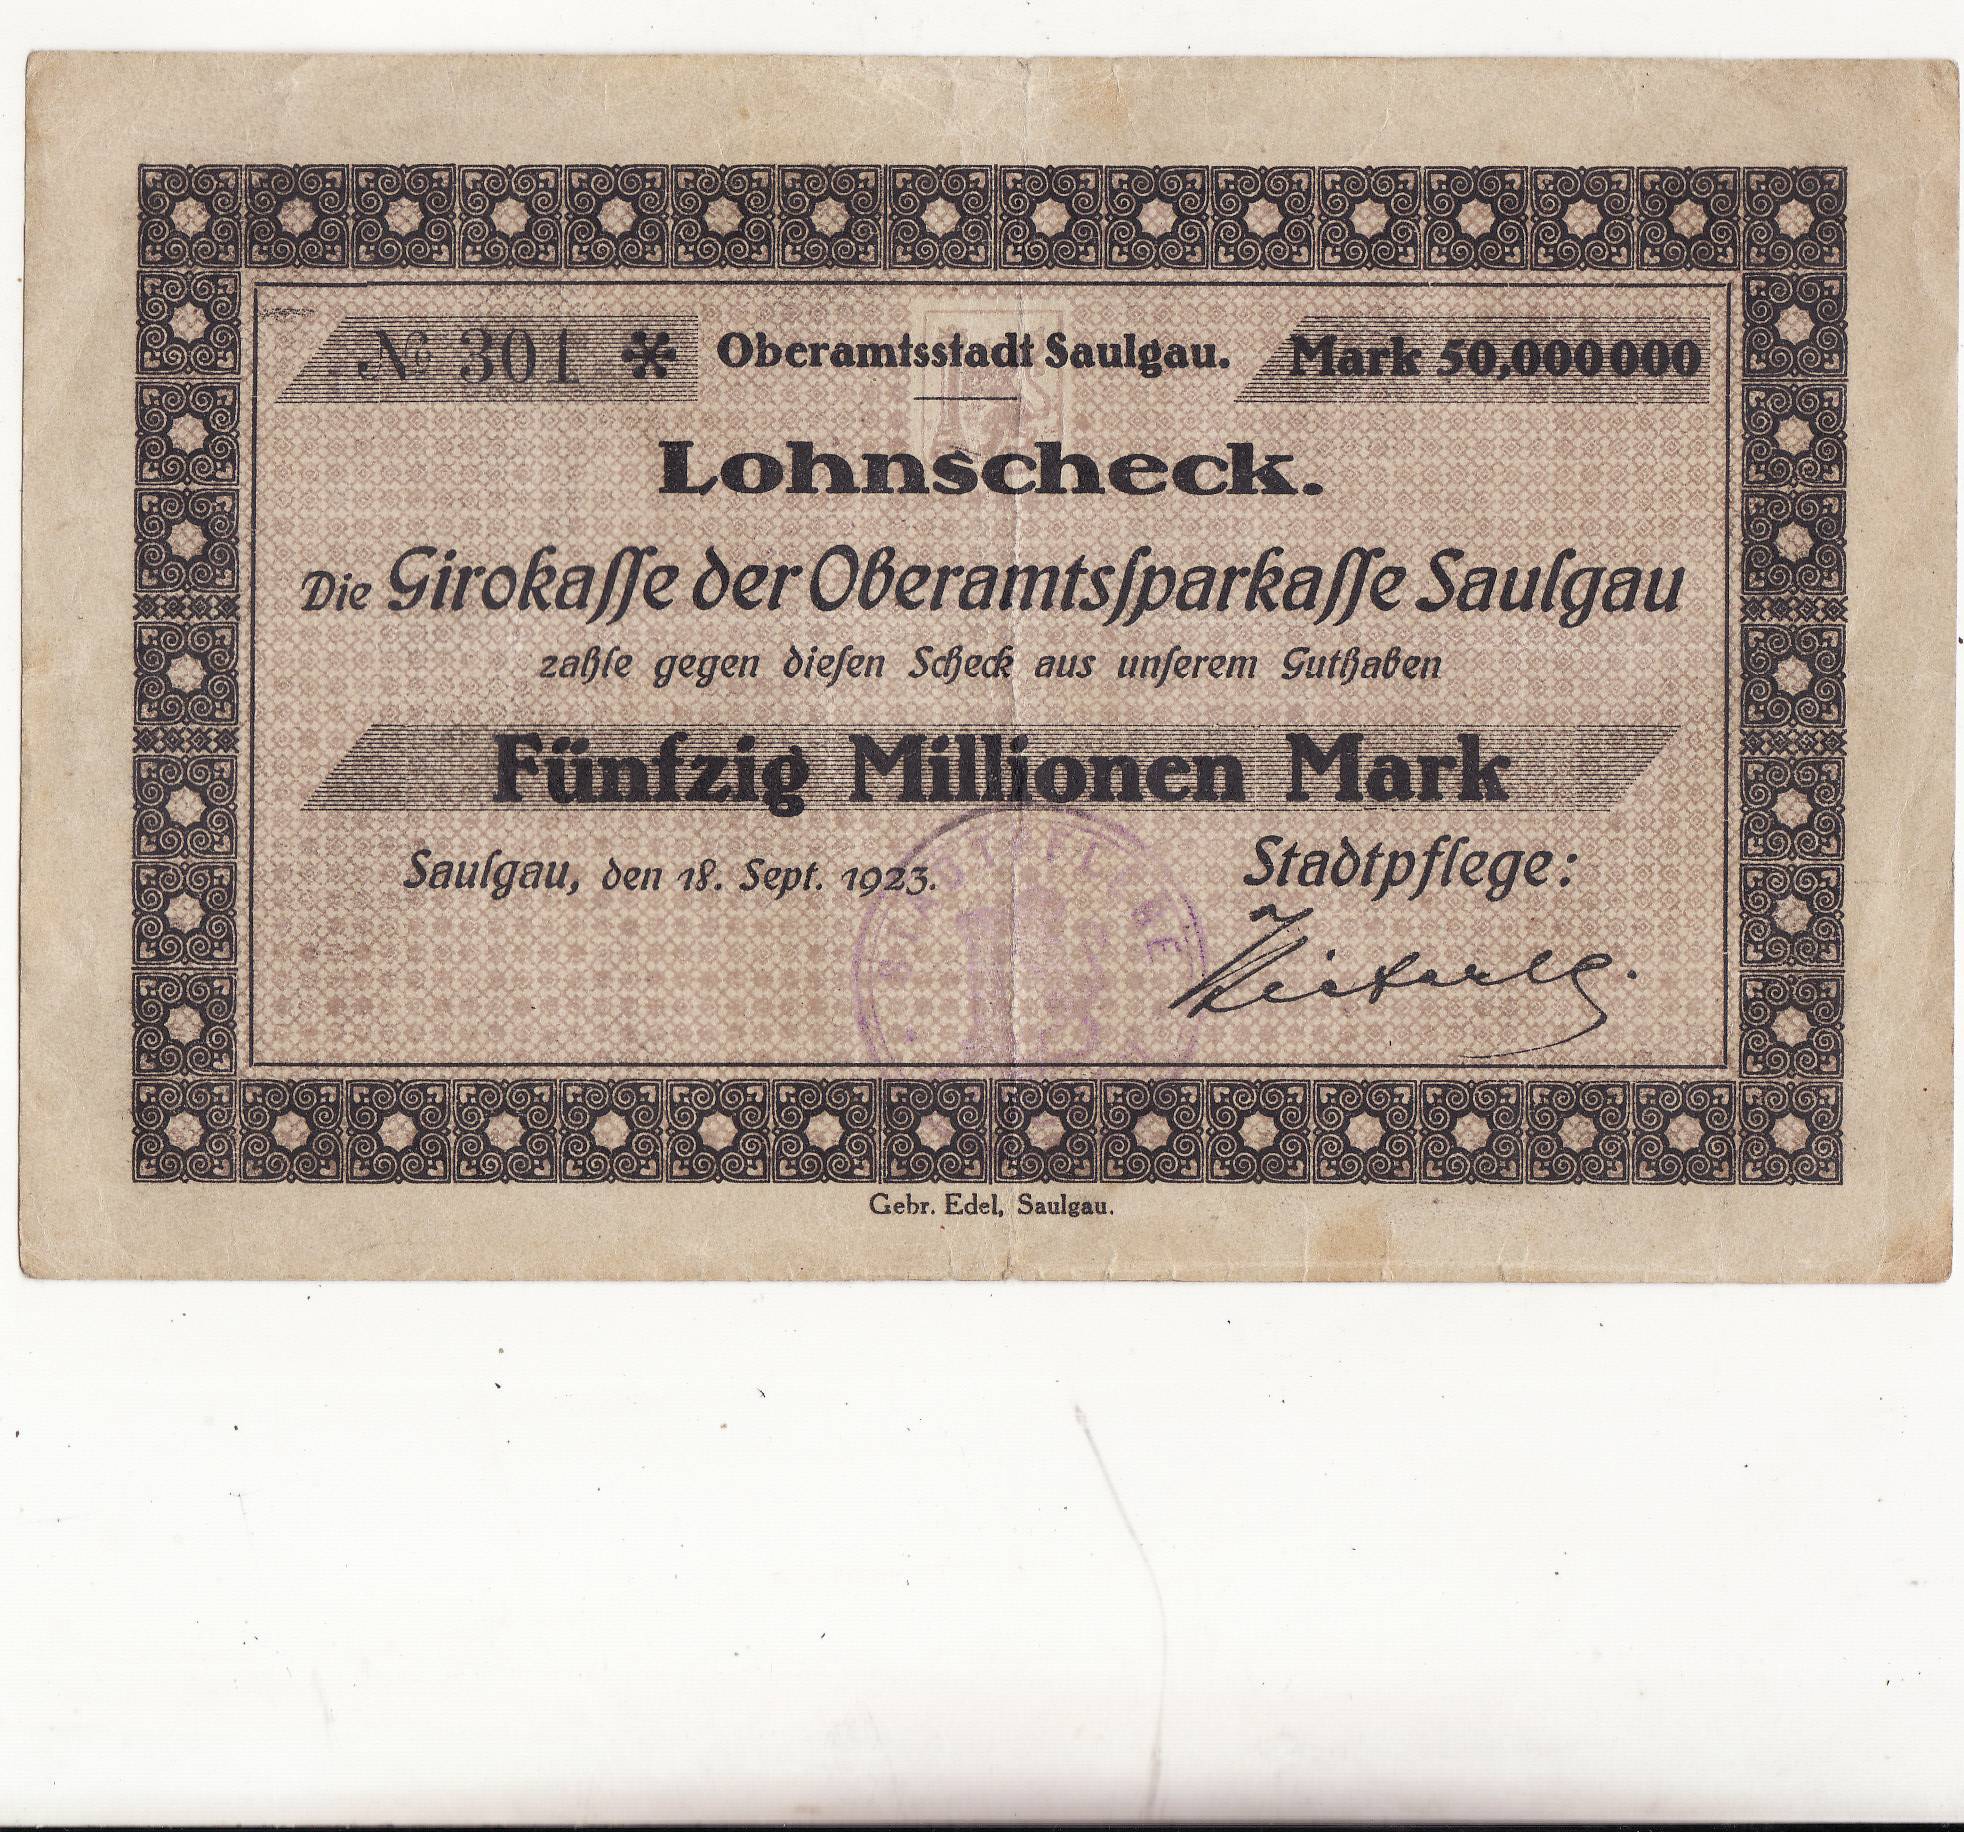 № 301 * Oberamtsstadt Saulgau. Mark 50,000000
Lohnscheck.
Die Girokasse der Oberamtssparkasse Saulgau
zahle gegen diesen Scheck aus unserem Guthaben
Fünfzig Millionen Mark
Saulgau, den 18. Sept. 1923.
Stadtpflege:
STADTPFLEGE
Gebr. Edel, Saulgau.